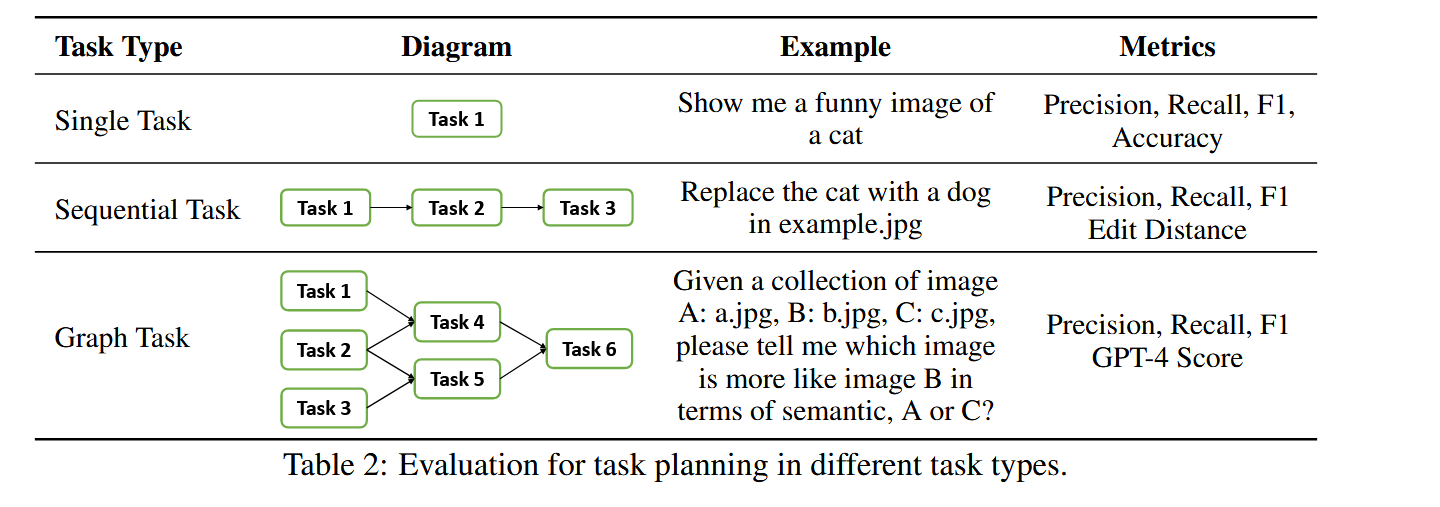 Task Type Diagram Example Metrics
Single Task
Task 1
Show me a funny image of
a cat
Precision, Recall, F1,
Accuracy
Sequential Task
Task 1 Task 2 Task 3
Replace the cat with a dog
in example.jpg
Precision, Recall, F1
Edit Distance
Graph Task
Task 1
Task 2
Task 3
Task 4
Task 5
Task 6
Given a collection of image
A: a.jpg, B: b.jpg, C: c.jpg,
please tell me which image
is more like image B in
terms of semantic, A or C?
Precision, Recall, F1
GPT-4 Score
Table 2: Evaluation for task planning in different task types.